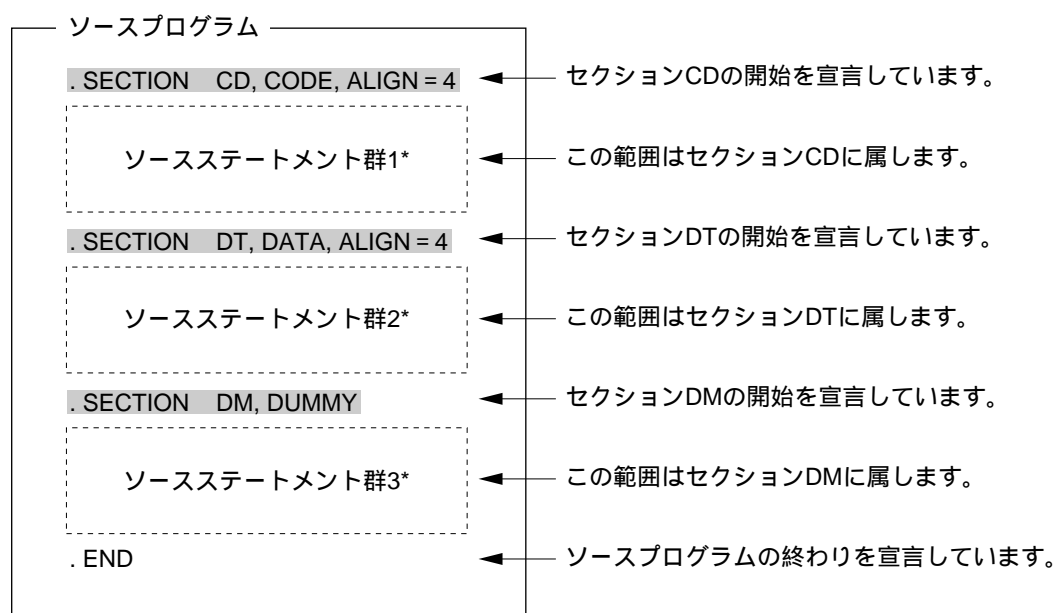 ソースプログラム
. SECTION CD, CODE, ALIGN = 4
セクションCDの開始を宣言しています。
ソースステートメント群1*
この範囲はセクションCDに属します。
. SECTION DT, DATA, ALIGN = 4
セクションDTの開始を宣言しています。
ソースステートメント群2*
この範囲はセクションDTに属します。
. SECTION DM, DUMMY
セクションDMの開始を宣言しています。
ソースステートメント群3*
この範囲はセクションDMに属します。
. END
ソースプログラムの終わりを宣言しています。